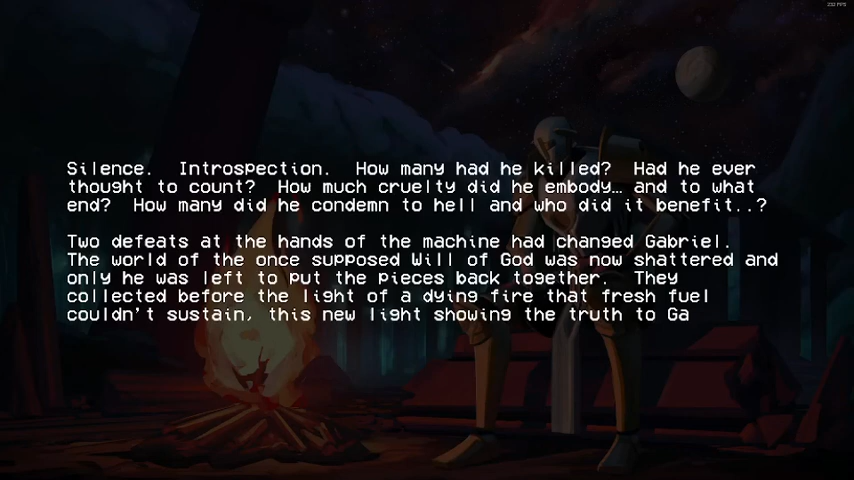 232 FPS
Silence.  Introspection.  How many had he killed?  Had he ever
thought to count?  How much cruelty did he embody… and to what
end?  How many did he condemn to hell and who did it benefit..?
Two defeats at the hands of the machine had changed Gabriel.
The world of the once supposed Will of God was now shattered and
only he was left to put the pieces back together.  They
collected before the light of a dying fire that fresh fuel
couldn't sustain, this new light showing the truth to Ga